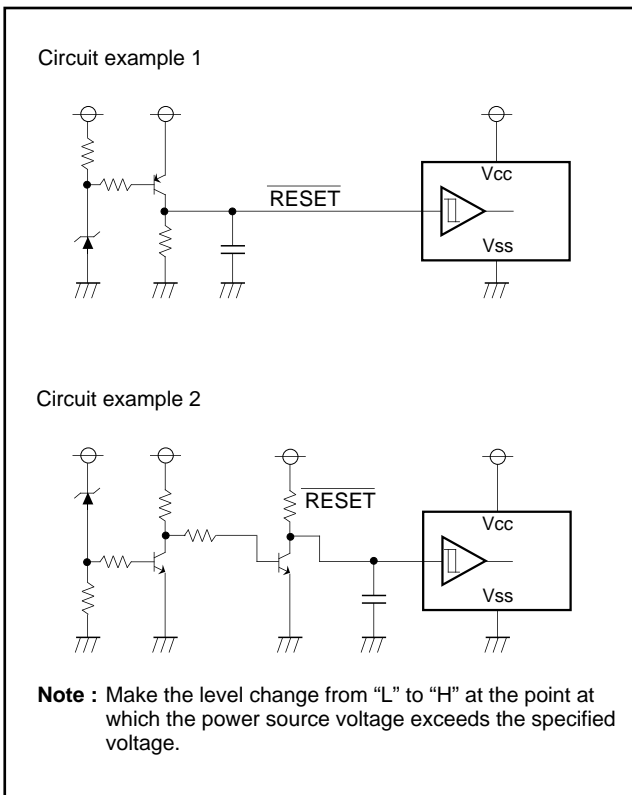 Circuit example 1
RESET
Vcc
Vss
Circuit example 2
RESET
Vcc
Vss
Note : Make the level change from “L” to “H” at the point at
which the power source voltage exceeds the specified
voltage.